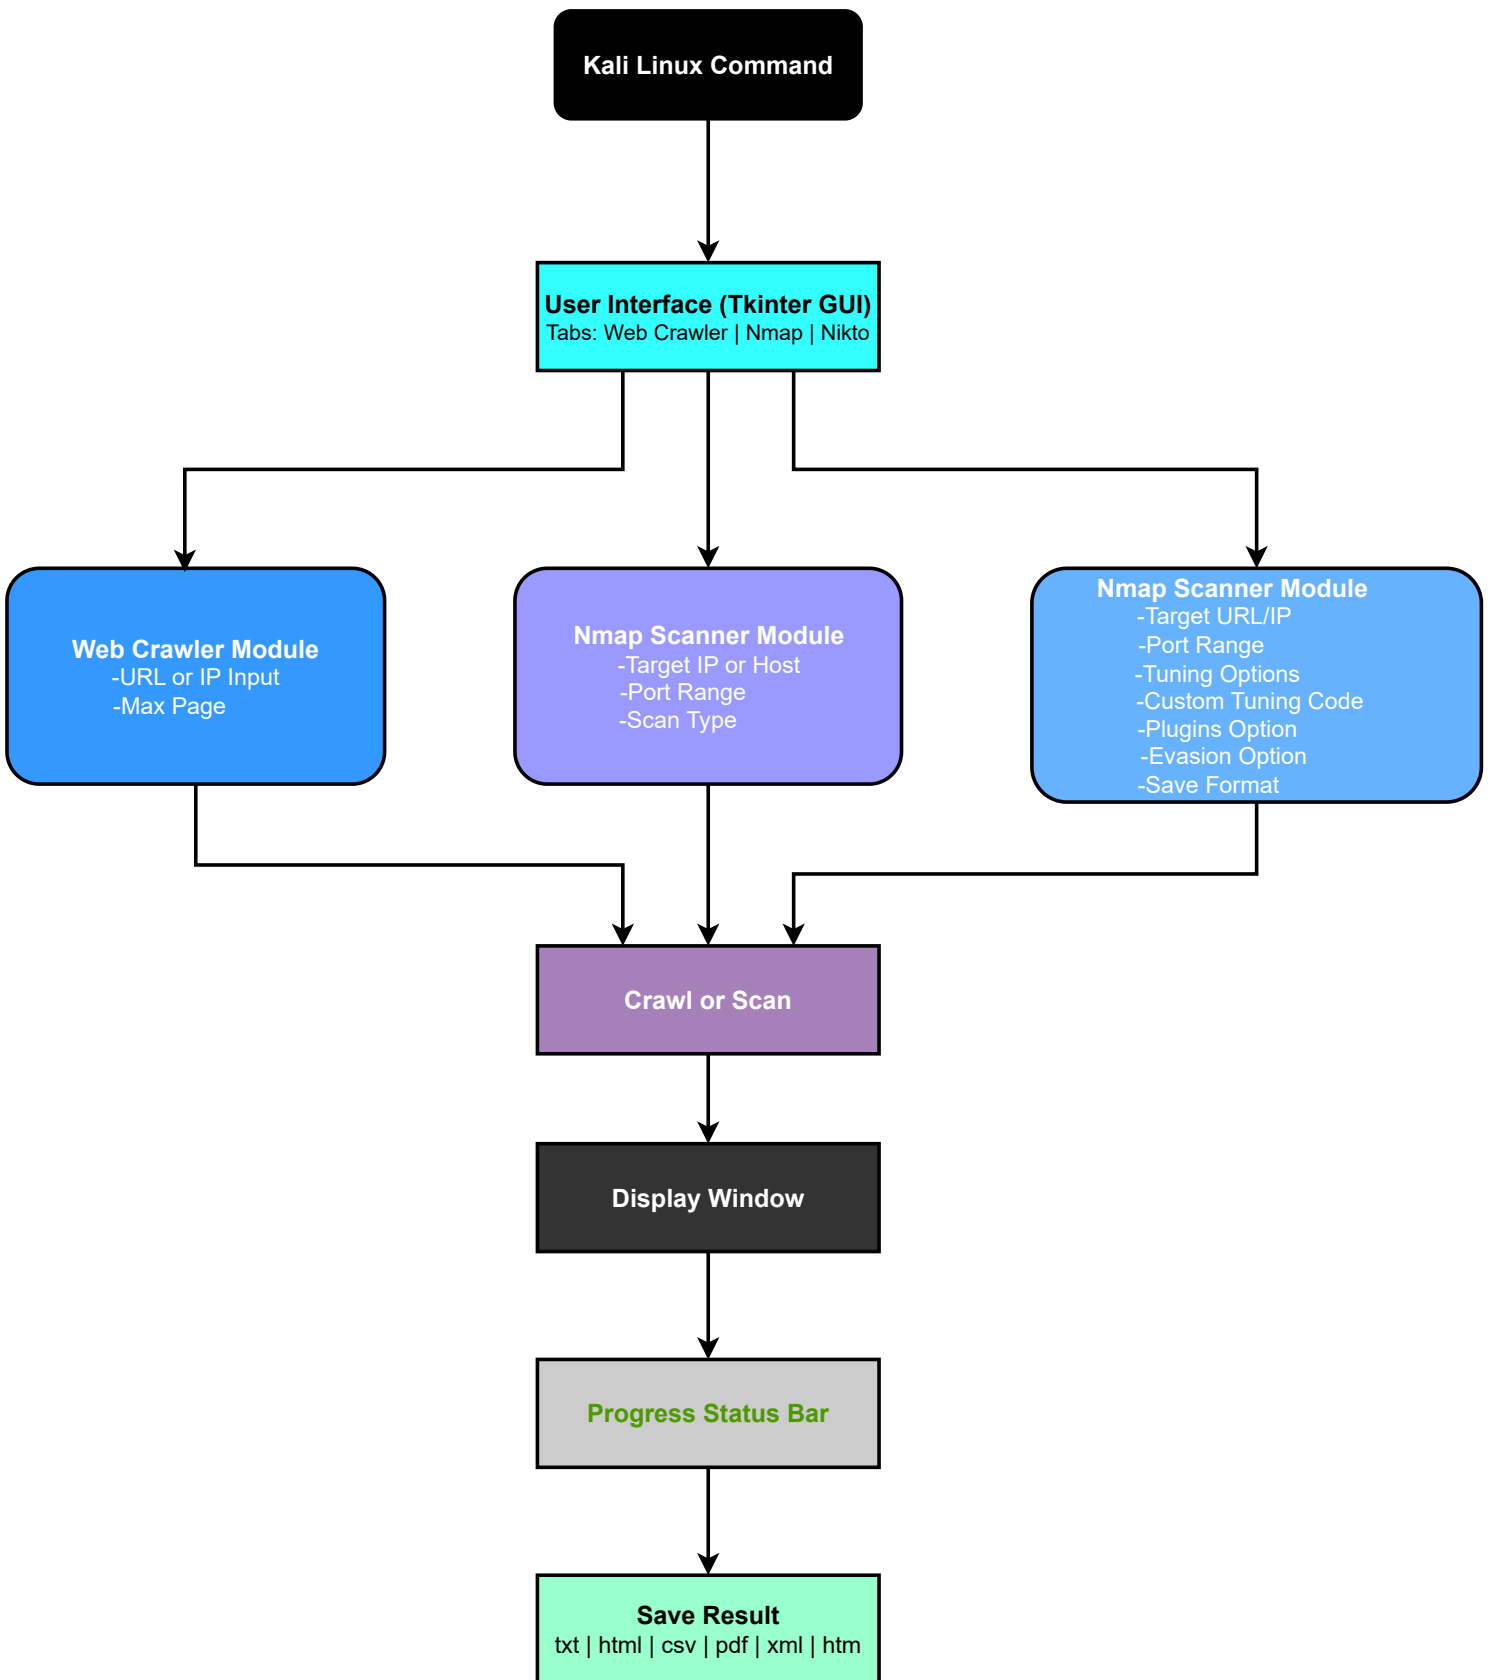 Kali Linux Command
User Interface (Tkinter GUI)
Tabs: Web Crawler | Nmap | Nikto
Web Crawler Module
-URL or IP Input
-Max Page
Nmap Scanner Module
-Target IP or Host
-Port Range
-Scan Type
Nmap Scanner Module
-Target URL/IP
-Port Range
-Tuning Options
-Custom Tuning Code
-Plugins Option
-Evasion Option
-Save Format
Crawl or Scan
Display Window
Progress Status Bar
Save Result
txt | html | csv | pdf | xml | htm